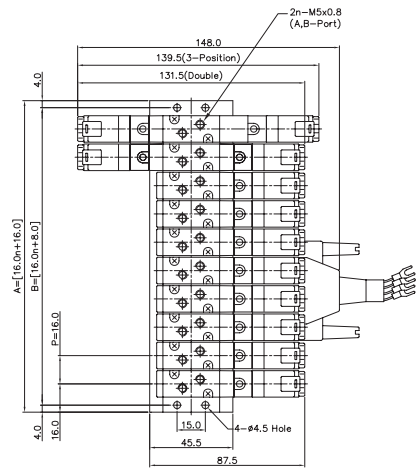 2n-M5x0.8
(A,B-Port)
148.0
139.5(3-Position)
131.5(Double)
4.0
A=[16.0n+16.0]
B=[16.0n+8.0]
P=16.0
4.0
16.0
15.0
4-ø4.5 Hole
45.5
87.5